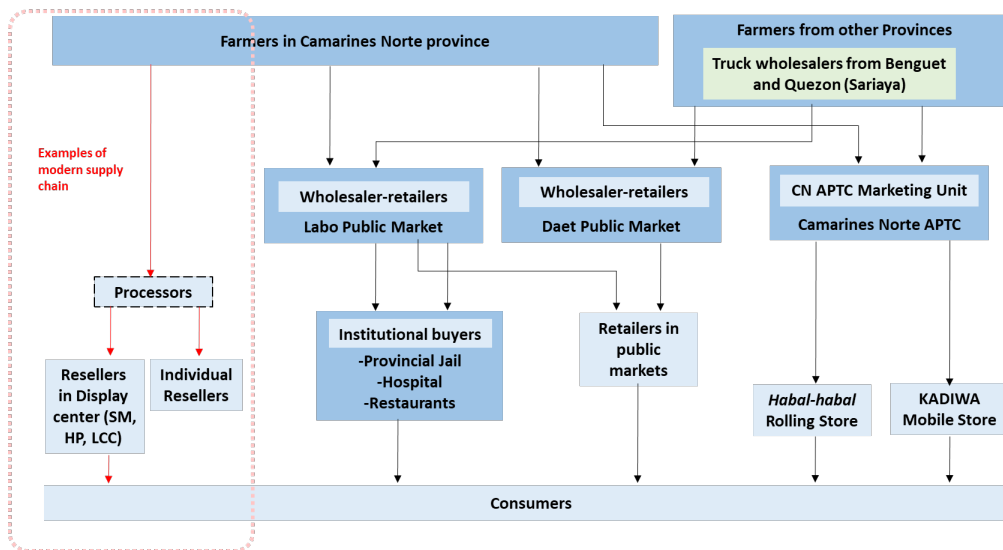 Farmers in Camarines Norte province
Farmers from other Provinces
Truck wholesalers from Benguet
and Quezon (Sariaya)
Examples of
modern supply
chain
Wholesaler-retailers
Labo Public Market
Wholesaler-retailers
Daet Public Market
CN APTC Marketing Unit
Camarines Norte APTC
Processors
Institutional buyers
-Provincial Jail
-Hospital
-Restaurants
Retailers in
public
markets
Resellers
in Display
center (SM,
HP, LCC)
Individual
Resellers
Habal-habal
Rolling Store
KADIWA
Mobile Store
Consumers